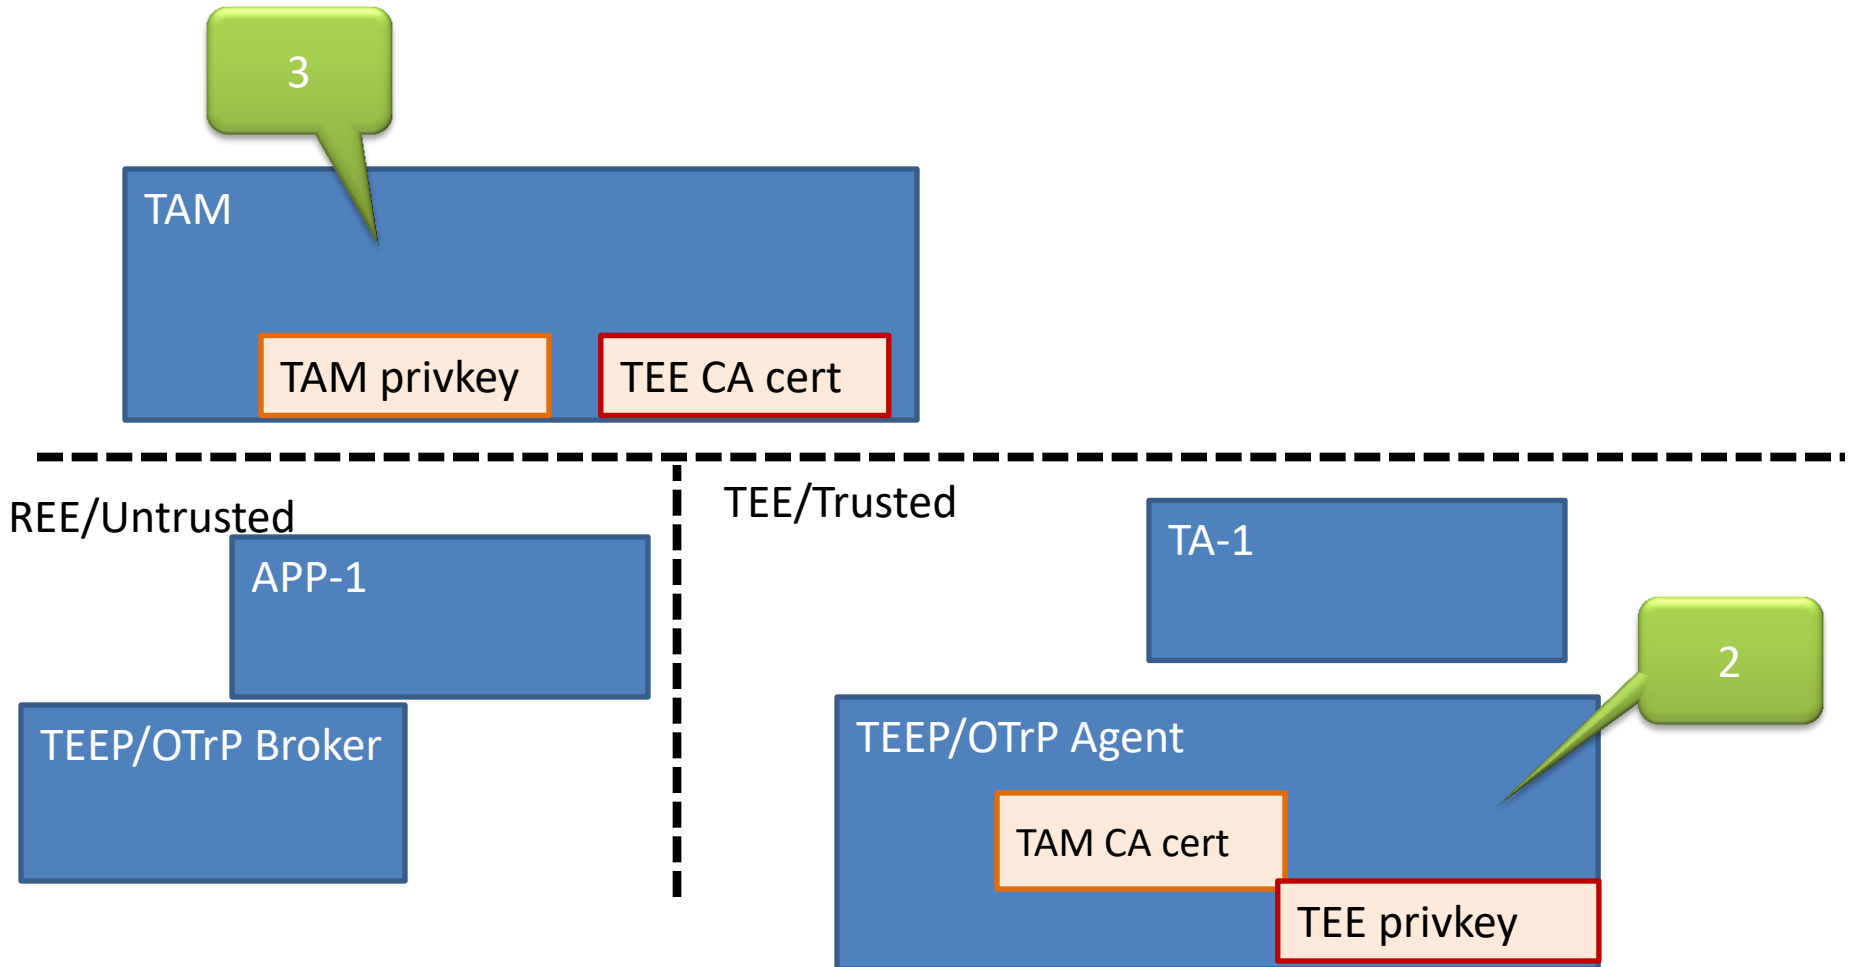 3
TAM
TAM privkey
TEE CA cert
REE/Untrusted
TEE/Trusted
APP-1
TA-1
2
TEEP/OTrP Broker
TEEP/OTrP Agent
TAM CA cert
TEE privkey